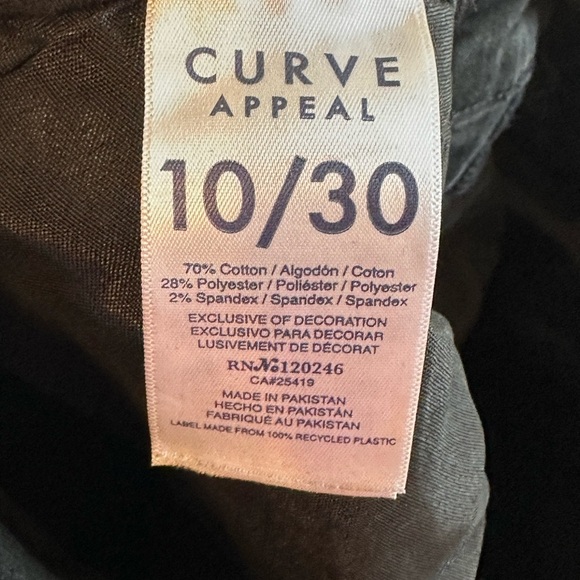 CURVE
APPEAL
10/30
70% Cotton / Algodón / Coton
28% Polyester / Poliéster / Polyester
2% Spandex / Spandex / Spandex
EXCLUSIVE OF DECORATION
EXCLUSIVO PARA DECORAR
LUSIVEMENT DE DÉCORAT
RN№120246
CA#25419
MADE IN PAKISTAN
HECHO EN PAKISTÁN
FABRIQUÉ AU PAKISTAN
LABEL MADE FROM 100% RECYCLED PLASTIC